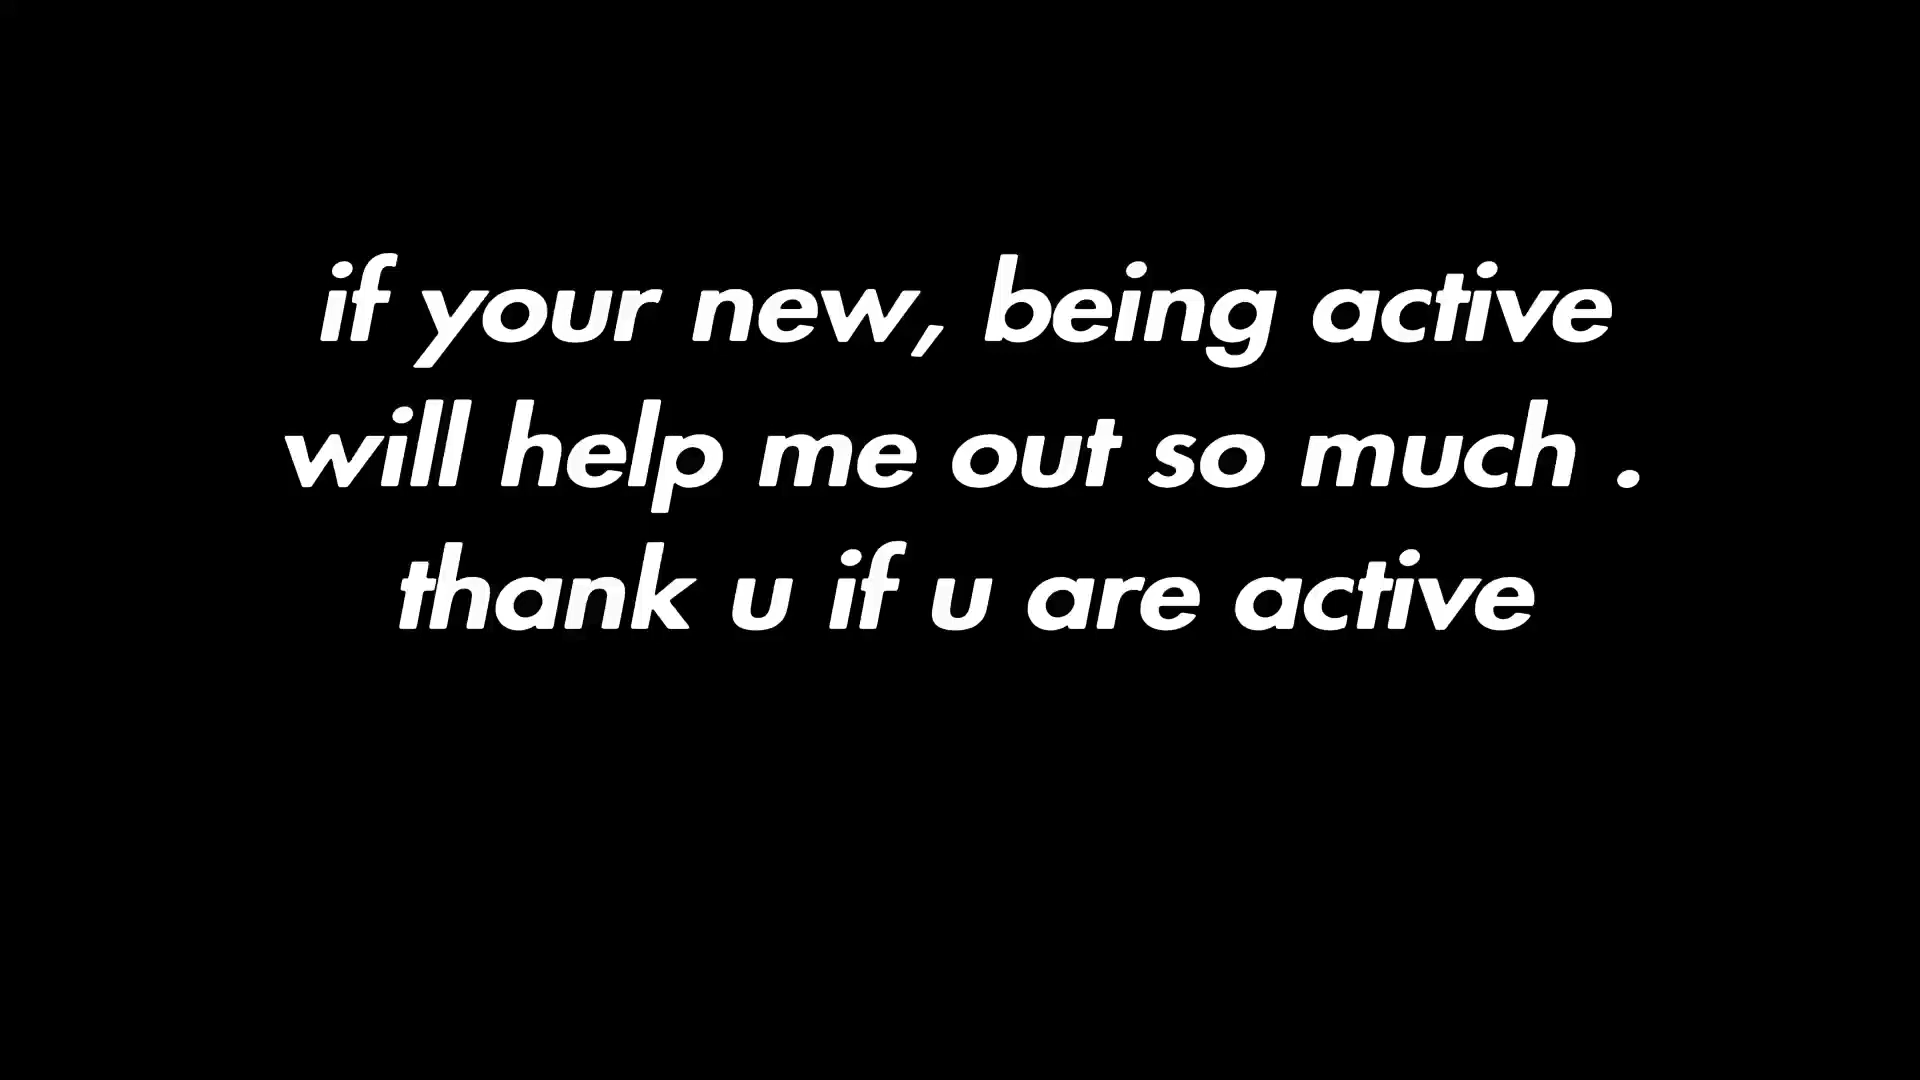 if your new, being active
will help me out so much .
thank u if u are active